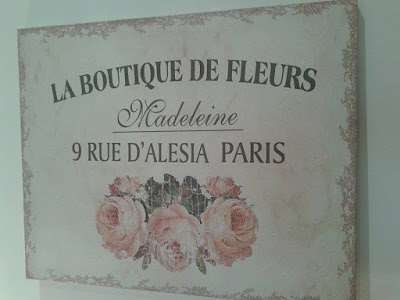 LA BOUTIQUE DE FLEURS
Madeleine
9 RUE D'ALESIA PARIS